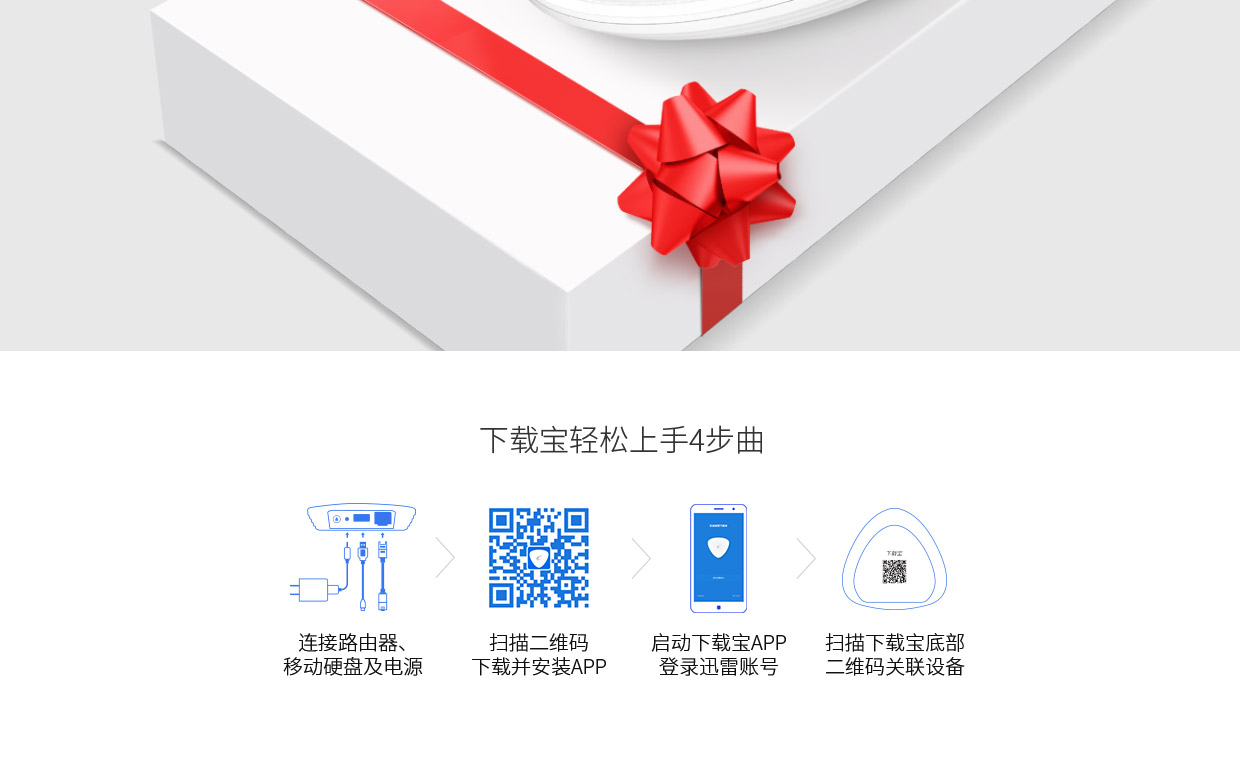 下载宝轻松上手4步曲
下载宝
连接路由器、
移动硬盘及电源
扫描二维码
下载并安装APP
启动下载宝APP
登录迅雷账号
扫描下载宝底部
二维码关联设备